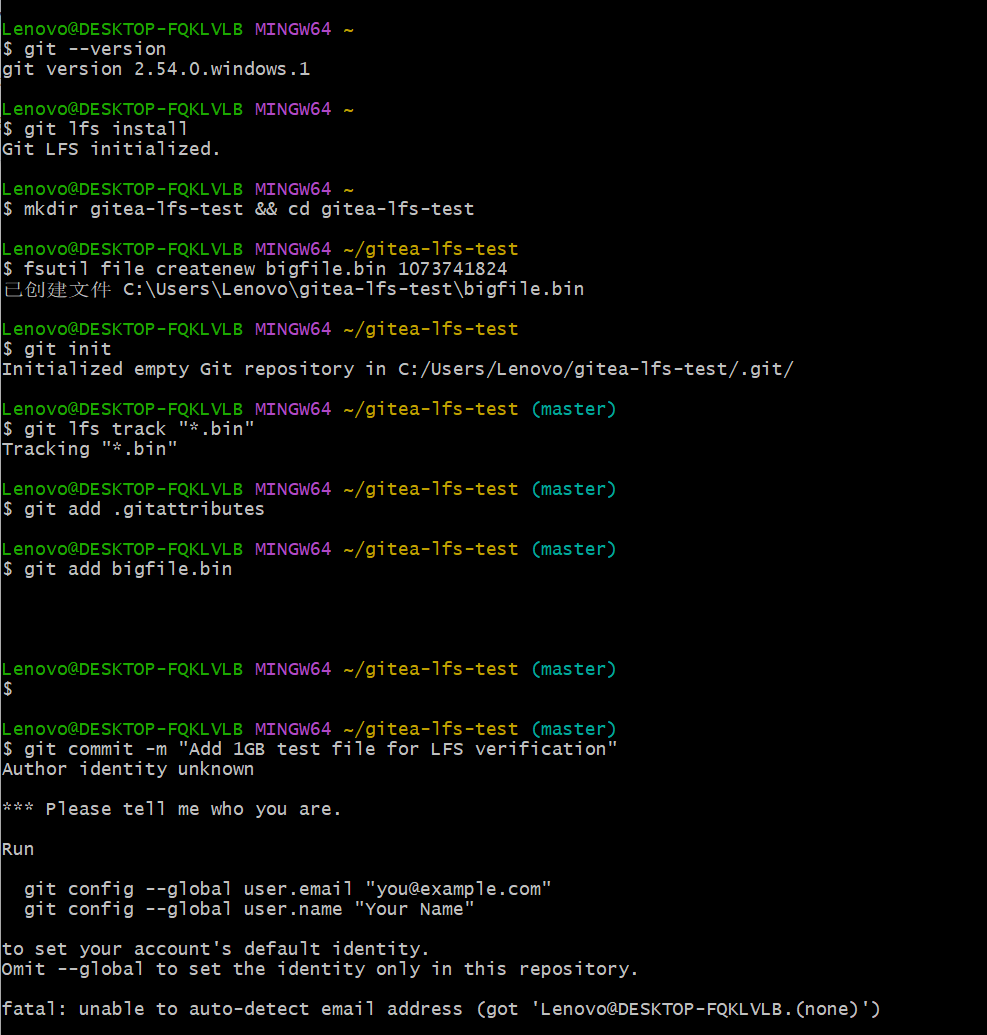 Lenovo@DESKTOP-FQKLVLB MINGW64 ~
$ git --version
git version 2.54.0.windows.1
Lenovo@DESKTOP-FQKLVLB MINGW64 ~
$ git lfs install
Git LFS initialized.
Lenovo@DESKTOP-FQKLVLB MINGW64 ~
$ mkdir gitea-lfs-test && cd gitea-lfs-test
Lenovo@DESKTOP-FQKLVLB MINGW64 ~/gitea-lfs-test
$ fsutil file createnew bigfile.bin 1073741824
已创建文件 C:\Users\Lenovo\gitea-lfs-test\bigfile.bin
Lenovo@DESKTOP-FQKLVLB MINGW64 ~/gitea-lfs-test
$ git init
Initialized empty Git repository in C:/Users/Lenovo/gitea-lfs-test/.git/
Lenovo@DESKTOP-FQKLVLB MINGW64 ~/gitea-lfs-test (master)
$ git lfs track "*.bin"
Tracking "*.bin"
Lenovo@DESKTOP-FQKLVLB MINGW64 ~/gitea-lfs-test (master)
$ git add .gitattributes
Lenovo@DESKTOP-FQKLVLB MINGW64 ~/gitea-lfs-test (master)
$ git add bigfile.bin
Lenovo@DESKTOP-FQKLVLB MINGW64 ~/gitea-lfs-test (master)
$
Lenovo@DESKTOP-FQKLVLB MINGW64 ~/gitea-lfs-test (master)
$ git commit -m "Add 1GB test file for LFS verification"
Author identity unknown
*** Please tell me who you are.
Run
  git config --global user.email "you@example.com"
  git config --global user.name "Your Name"
to set your account's default identity.
Omit --global to set the identity only in this repository.
fatal: unable to auto-detect email address (got 'Lenovo@DESKTOP-FQKLVLB.(none)')